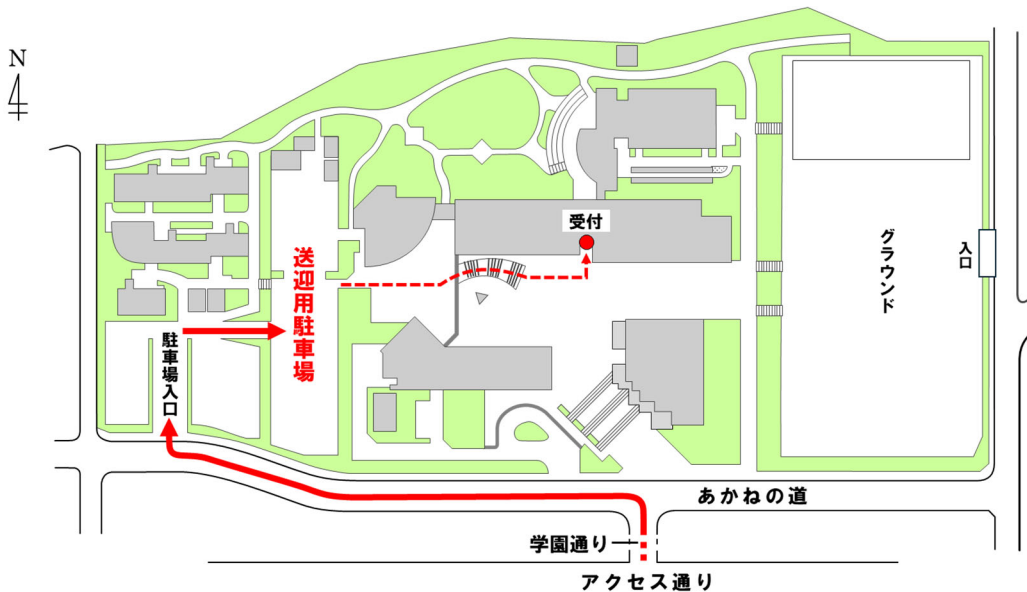 N
受付
送迎用駐車場
グラウンド
入口
駐車場入口
あかねの道
学園通り
アクセス通り